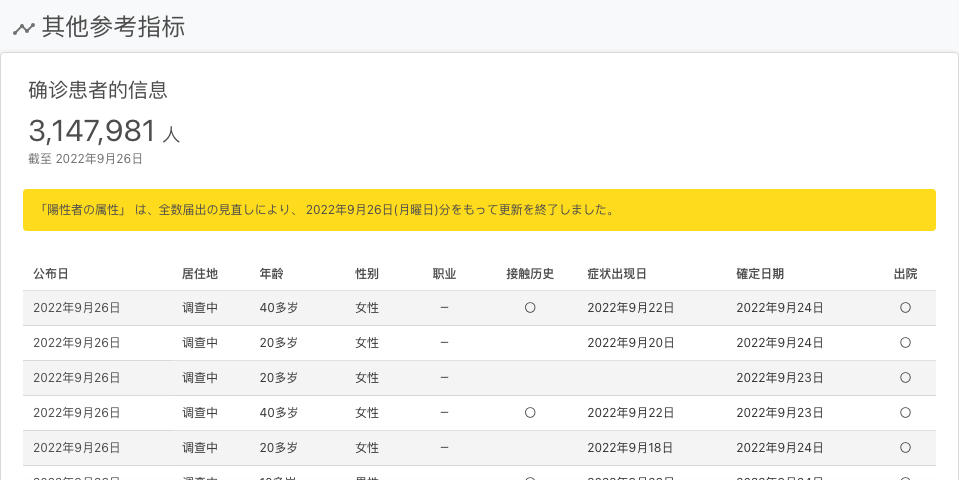 其他参考指标
确诊患者的信息
3,147,981 人
截至 2022年9月26日
「陽性者の属性」 は、全数届出の見直しにより、 2022年9月26日(月曜日)分をもって更新を終了しました。
公布日 居住地 年龄 性别 职业 接触历史 症状出现日 確定日期 出院
2022年9月26日 调查中 40多岁 女性 − 〇 2022年9月22日 2022年9月24日 〇
2022年9月26日 调查中 20多岁 女性 − 2022年9月20日 2022年9月24日 〇
2022年9月26日 调查中 20多岁 女性 − 2022年9月23日 〇
2022年9月26日 调查中 40多岁 女性 − 〇 2022年9月22日 2022年9月23日 〇
2022年9月26日 调查中 20多岁 女性 − 2022年9月18日 2022年9月24日 〇